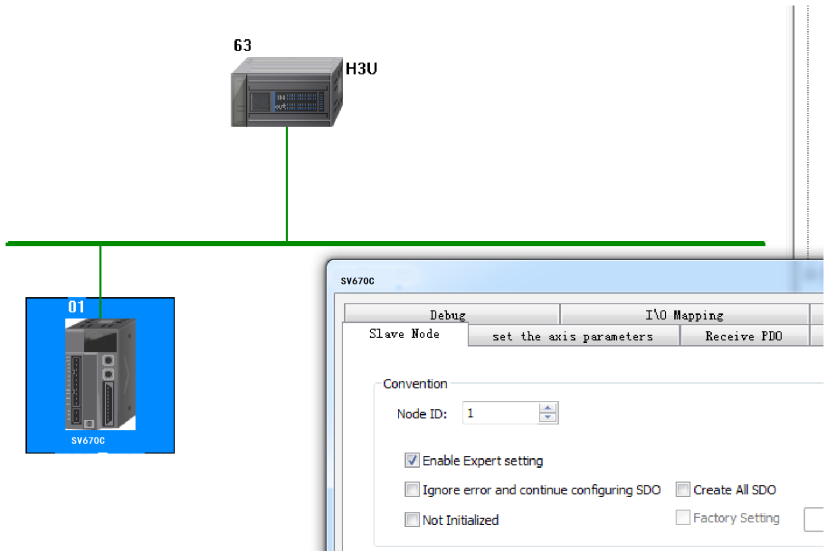 63
H3U
01
SV670C
SV670C
Debug
I\O Mapping
Slave Node
set the axis parameters
Receive PDO
Convention
Node ID: 1
Enable Expert setting
Ignore error and continue configuring SDO
Create All SDO
Not Initialized
Factory Setting